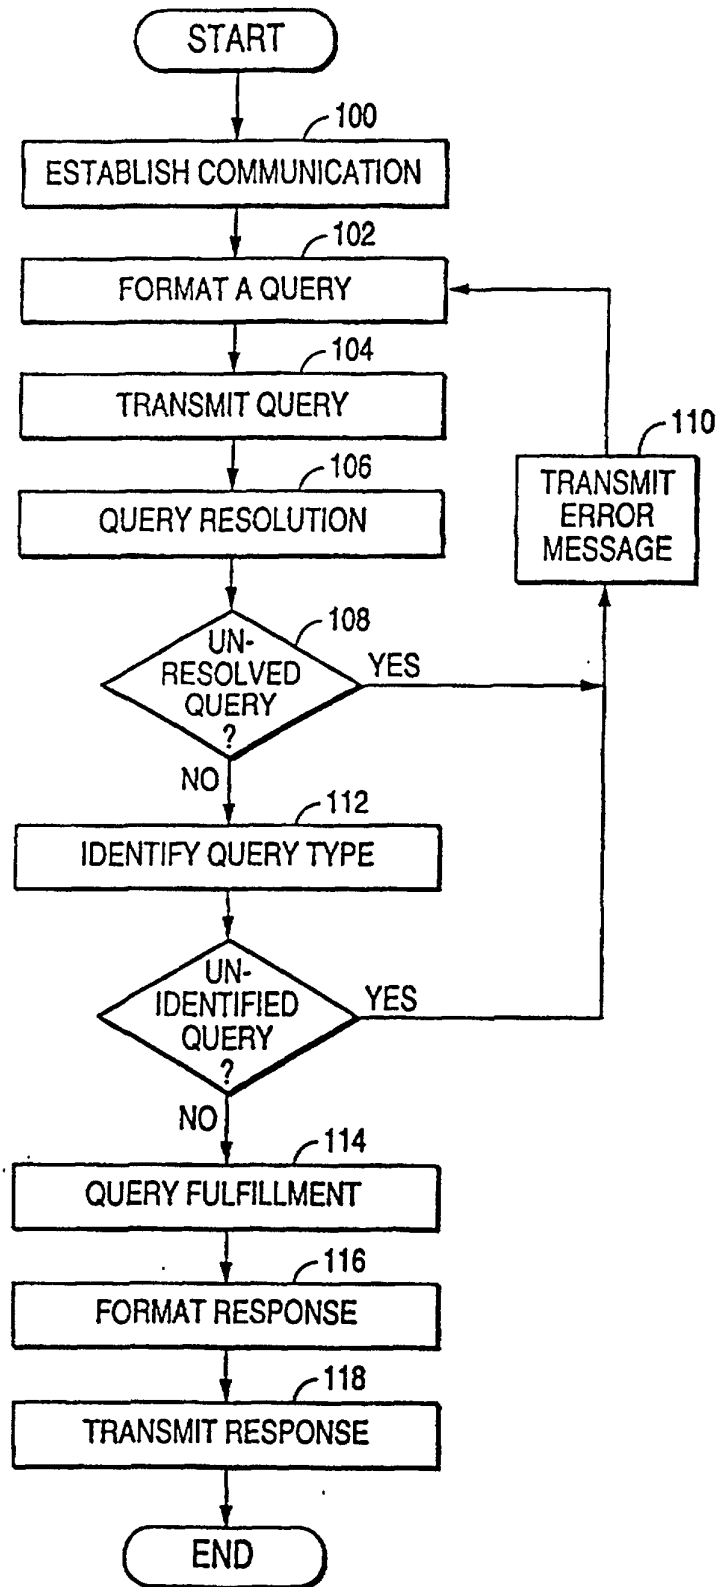 START
100
ESTABLISH COMMUNICATION
102
FORMAT A QUERY
104
TRANSMIT QUERY
110
TRANSMIT
ERROR
MESSAGE
106
QUERY RESOLUTION
108
UN-
RESOLVED
QUERY
?
YES
NO
112
IDENTIFY QUERY TYPE
UN-
IDENTIFIED
QUERY
?
YES
NO
114
QUERY FULFILLMENT
116
FORMAT RESPONSE
118
TRANSMIT RESPONSE
END